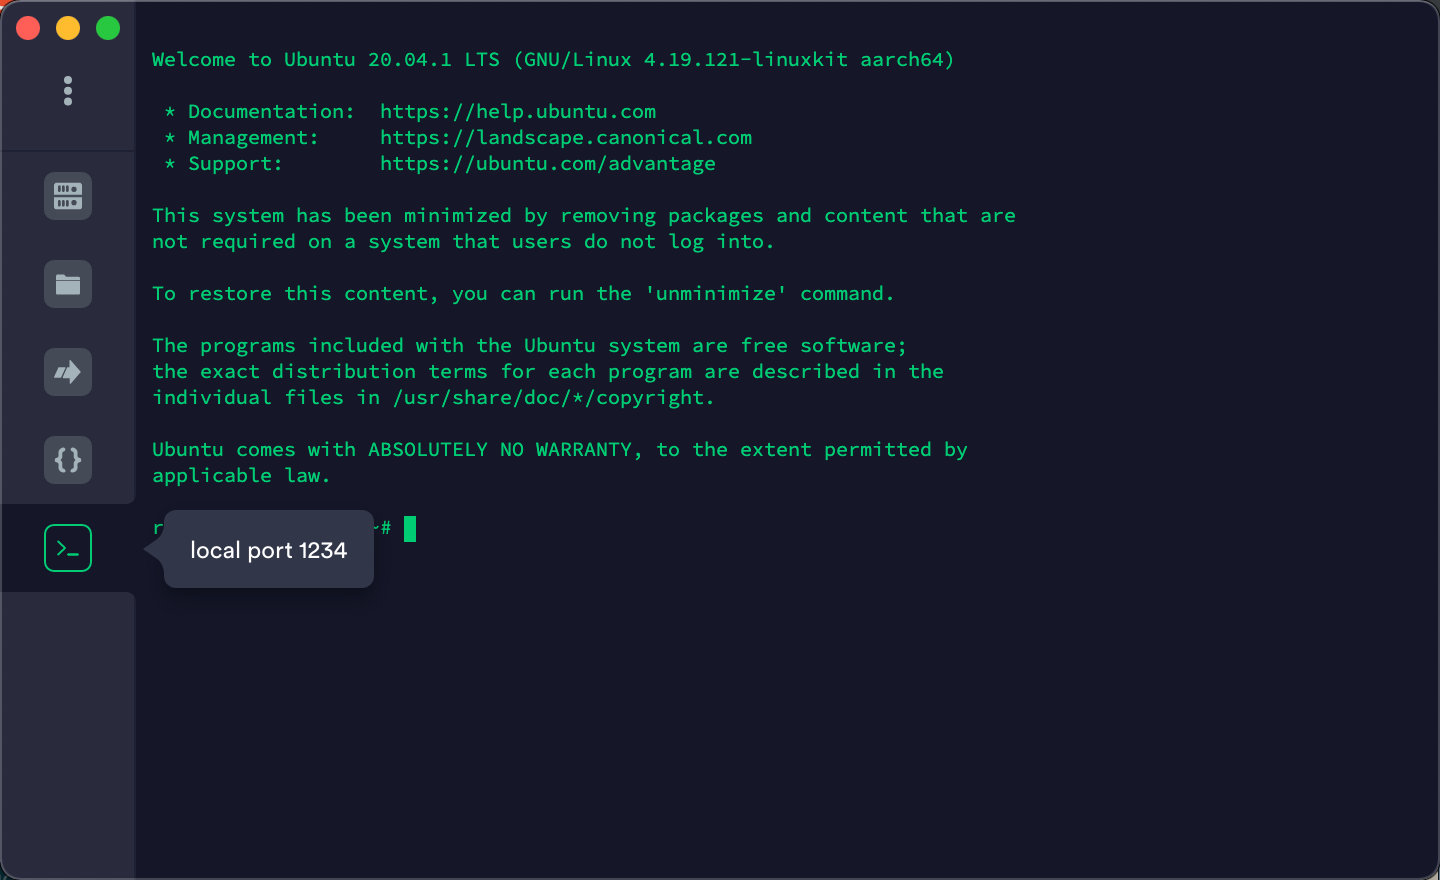 Welcome to Ubuntu 20.04.1 LTS (GNU/Linux 4.19.121-linuxkit aarch64)
* Documentation: https://help.ubuntu.com
* Management: https://landscape.canonical.com
* Support: https://ubuntu.com/advantage
This system has been minimized by removing packages and content that are
not required on a system that users do not log into.
To restore this content, you can run the 'unminimize' command.
The programs included with the Ubuntu system are free software;
the exact distribution terms for each program are described in the
individual files in /usr/share/doc/*/copyright.
Ubuntu comes with ABSOLUTELY NO WARRANTY, to the extent permitted by
applicable law.
~#
local port 1234